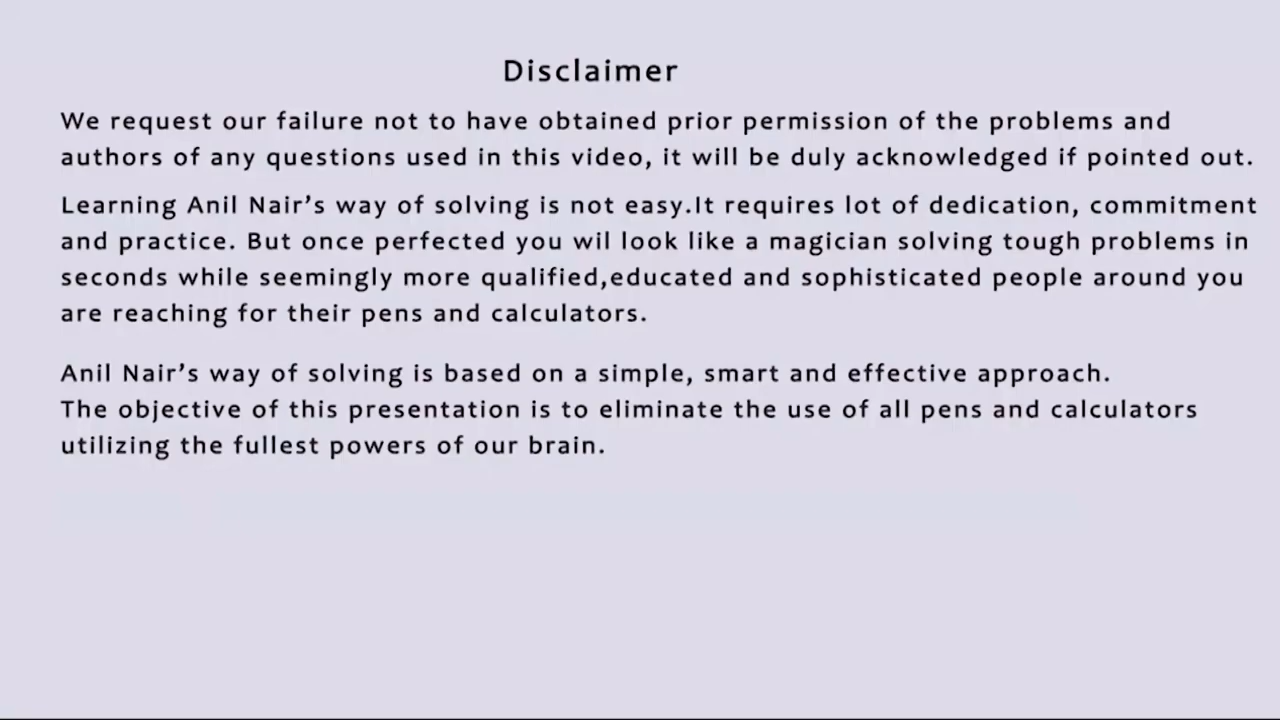 Disclaimer
We request our failure not to have obtained prior permission of the problems and
authors of any questions used in this video, it will be duly acknowledged if pointed out.
Learning Anil Nair's way of solving is not easy.It requires lot of dedication, commitment
and practice. But once perfected you wil look like a magician solving tough problems in
seconds while seemingly more qualified,educated and sophisticated people around you
are reaching for their pens and calculators.
Anil Nair's way of solving is based on a simple, smart and effective approach.
The objective of this presentation is to eliminate the use of all pens and calculators
utilizing the fullest powers of our brain.